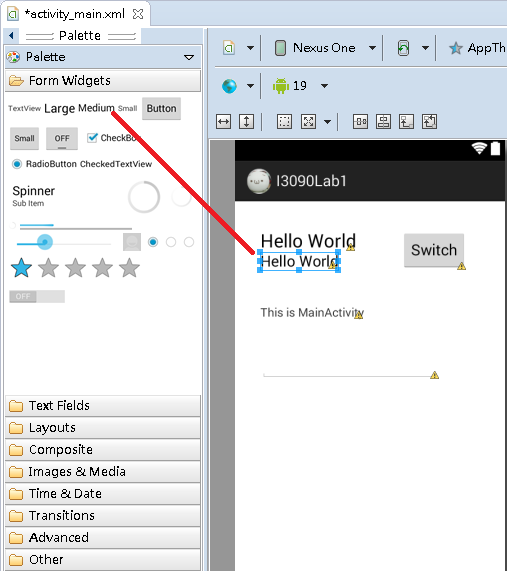 *activity_main.xml
Palette
Nexus One
AppTh
Palette
Form Widgets
19
TextView Large Medium Small Button
Small OFF CheckBox
RadioButton CheckedTextView
I3090Lab1
Spinner
Sub Item
Hello World
Switch
Hello World
OFF
This is MainActivity
Text Fields
Layouts
Composite
Images & Media
Time & Date
Transitions
Advanced
Other